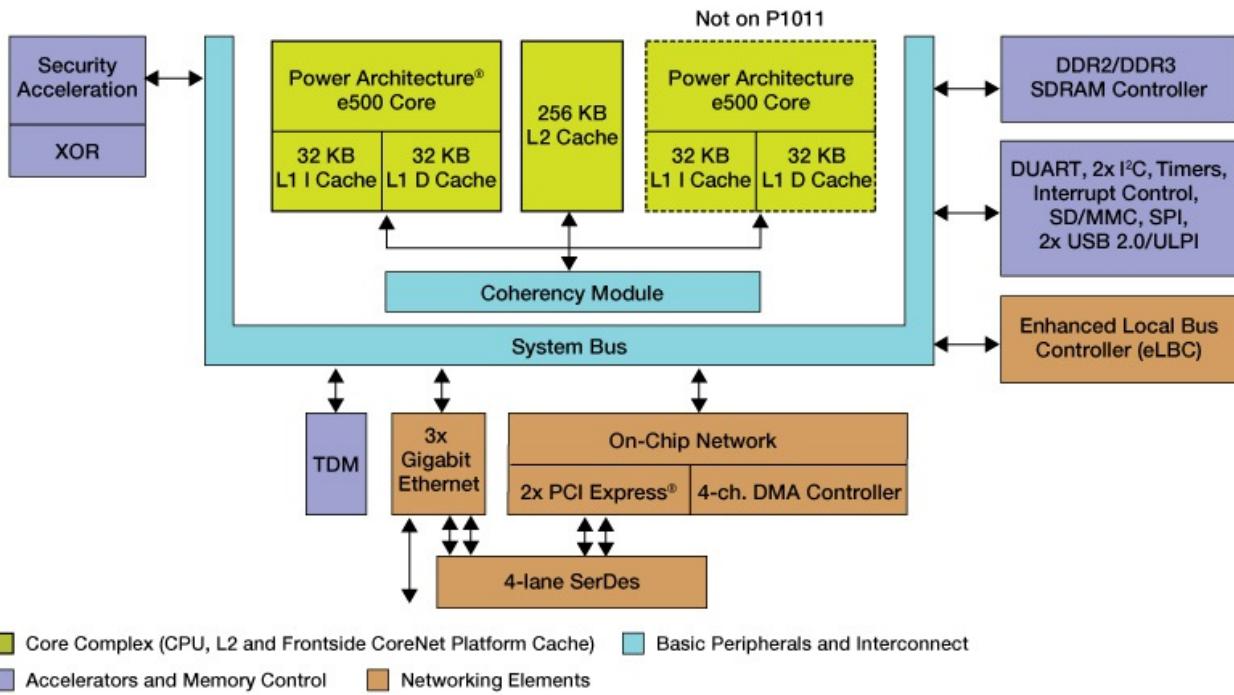 Not on P1011
Security
Acceleration
XOR
Power Architecture®
e500 Core
32 KB
L1 I Cache
32 KB
L1 D Cache
256 KB
L2 Cache
Power Architecture
e500 Core
32 KB
L1 I Cache
32 KB
L1 D Cache
DDR2/DDR3
SDRAM Controller
DUART, 2x I²C, Timers,
Interrupt Control,
SD/MMC, SPI,
2x USB 2.0/ULPI
Coherency Module
System Bus
Enhanced Local Bus
Controller (eLBC)
TDM
3x
Gigabit
Ethernet
On-Chip Network
2x PCI Express®
4-ch. DMA Controller
4-lane SerDes
Core Complex (CPU, L2 and Frontside CoreNet Platform Cache)
Basic Peripherals and Interconnect
Accelerators and Memory Control
Networking Elements